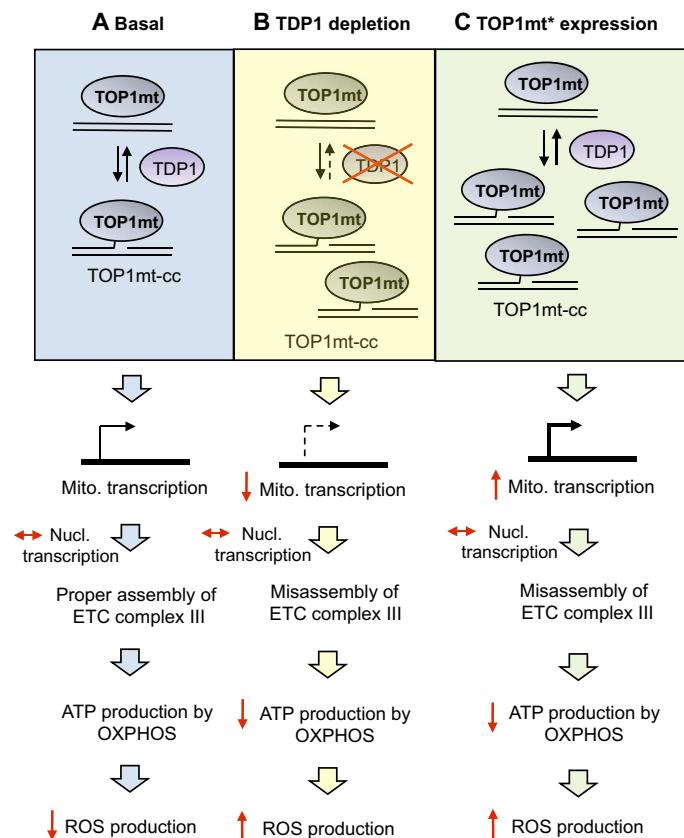 A Basal
TOP1mt
TDP1
TOP1mt
TOP1mt-cc
Mito. transcription
Nucl.
transcription
Proper assembly of
ETC complex III
ATP production by
OXPHOS
ROS production
B TDP1 depletion
TOP1mt
TDP1
TOP1mt
TOP1mt
TOP1mt-cc
Mito. transcription
Nucl.
transcription
Misassembly of
ETC complex III
ATP production by
OXPHOS
ROS production
C TOP1mt* expression
TOP1mt
TDP1
TOP1mt
TOP1mt
TOP1mt
TOP1mt-cc
Mito. transcription
Nucl.
transcription
Misassembly of
ETC complex III
ATP production by
OXPHOS
ROS production